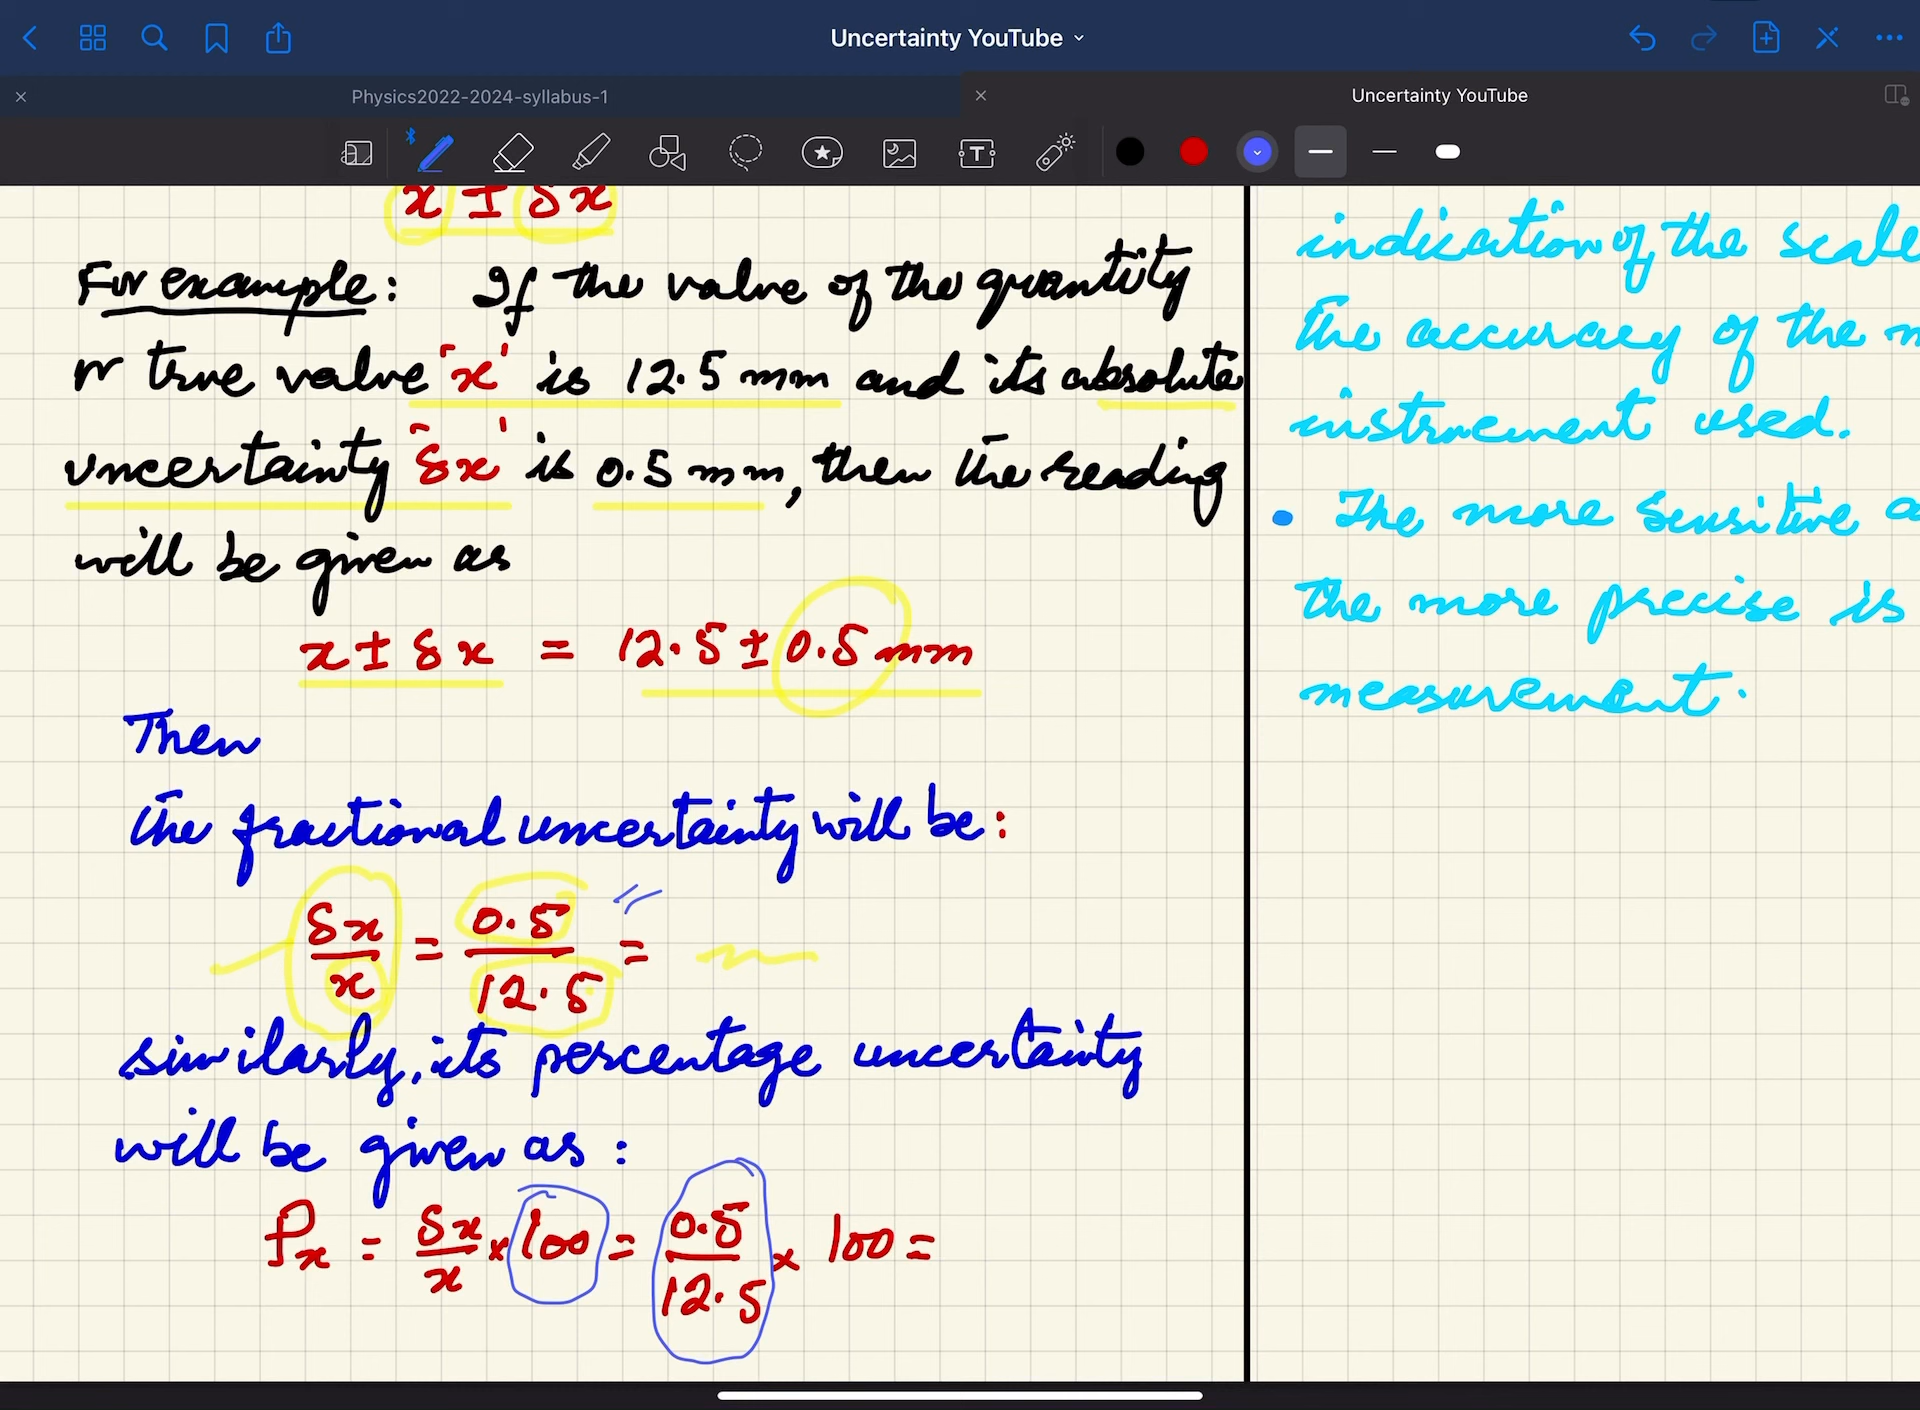 Uncertainty YouTube
Physics2022-2024-syllabus-1
Uncertainty YouTube
x ± δx
For example: If the value of the quantity
or true value 'x' is 12.5 mm and its absolute
uncertainty 'δx' is 0.5 mm, then the reading
will be given as
x ± δx = 12.5 ± 0.5 mm
Then
the fractional uncertainty will be:
δx/x = 0.5/12.5 =
similarly, its percentage uncertainty
will be given as:
Px = δx/x × 100 = 0.5/12.5 × 100 =
indication of the scale
the accuracy of the
instrument used.
• The more sensitive
the more precise is
measurement.